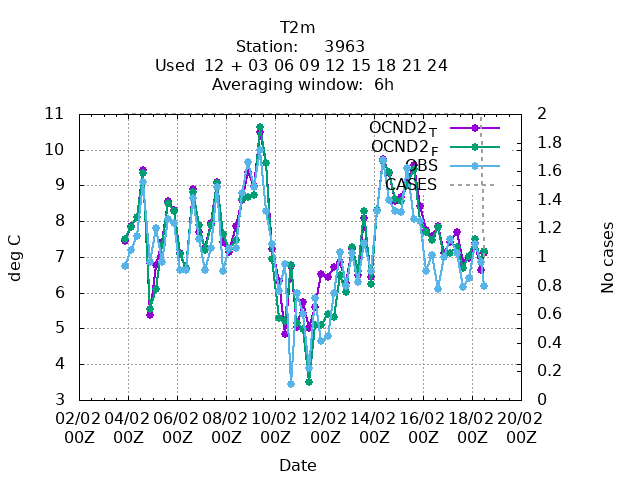 T2m
Station: 3963
Used 12 + 03 06 09 12 15 18 21 24
Averaging window: 6h
11
10
9
8
7
6
5
4
3
deg C
2
1.8
1.6
1.4
1.2
1
0.8
0.6
0.4
0.2
0
No cases
OCND2T
OCND2F
OBS
CASES
02/02 04/02 06/02 08/02 10/02 12/02 14/02 16/02 18/02 20/02
00Z 00Z 00Z 00Z 00Z 00Z 00Z 00Z 00Z 00Z
Date